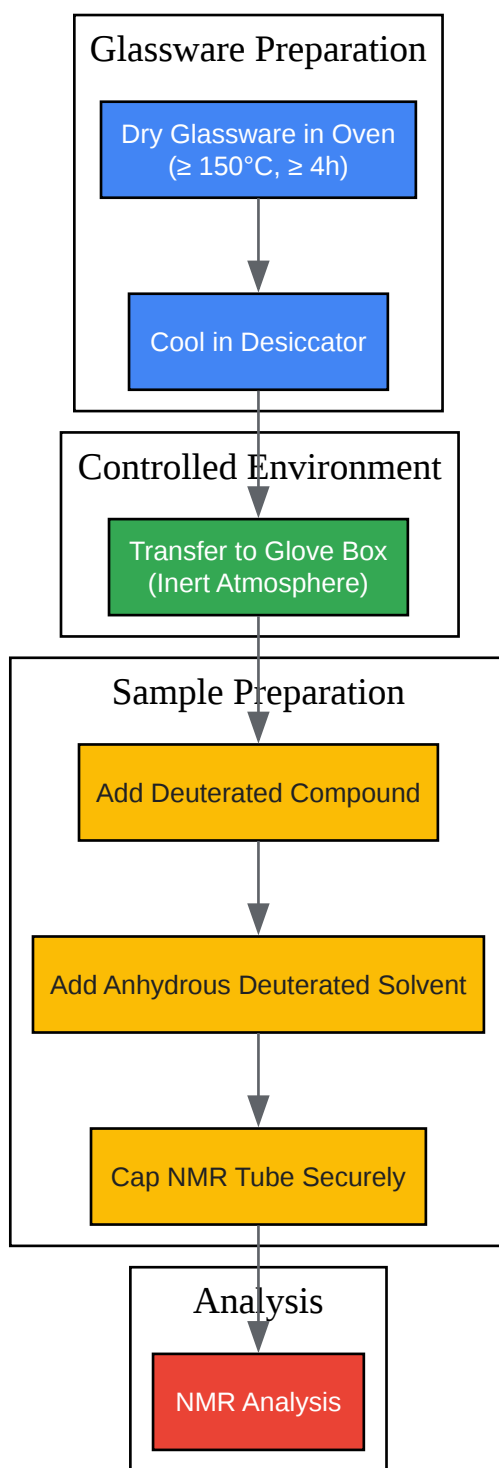 Glassware Preparation
Dry Glassware in Oven
(≥ 150°C, ≥ 4h)
Cool in Desiccator
Controlled Environment
Transfer to Glove Box
(Inert Atmosphere)
Sample Preparation
Add Deuterated Compound
Add Anhydrous Deuterated Solvent
Cap NMR Tube Securely
Analysis
NMR Analysis